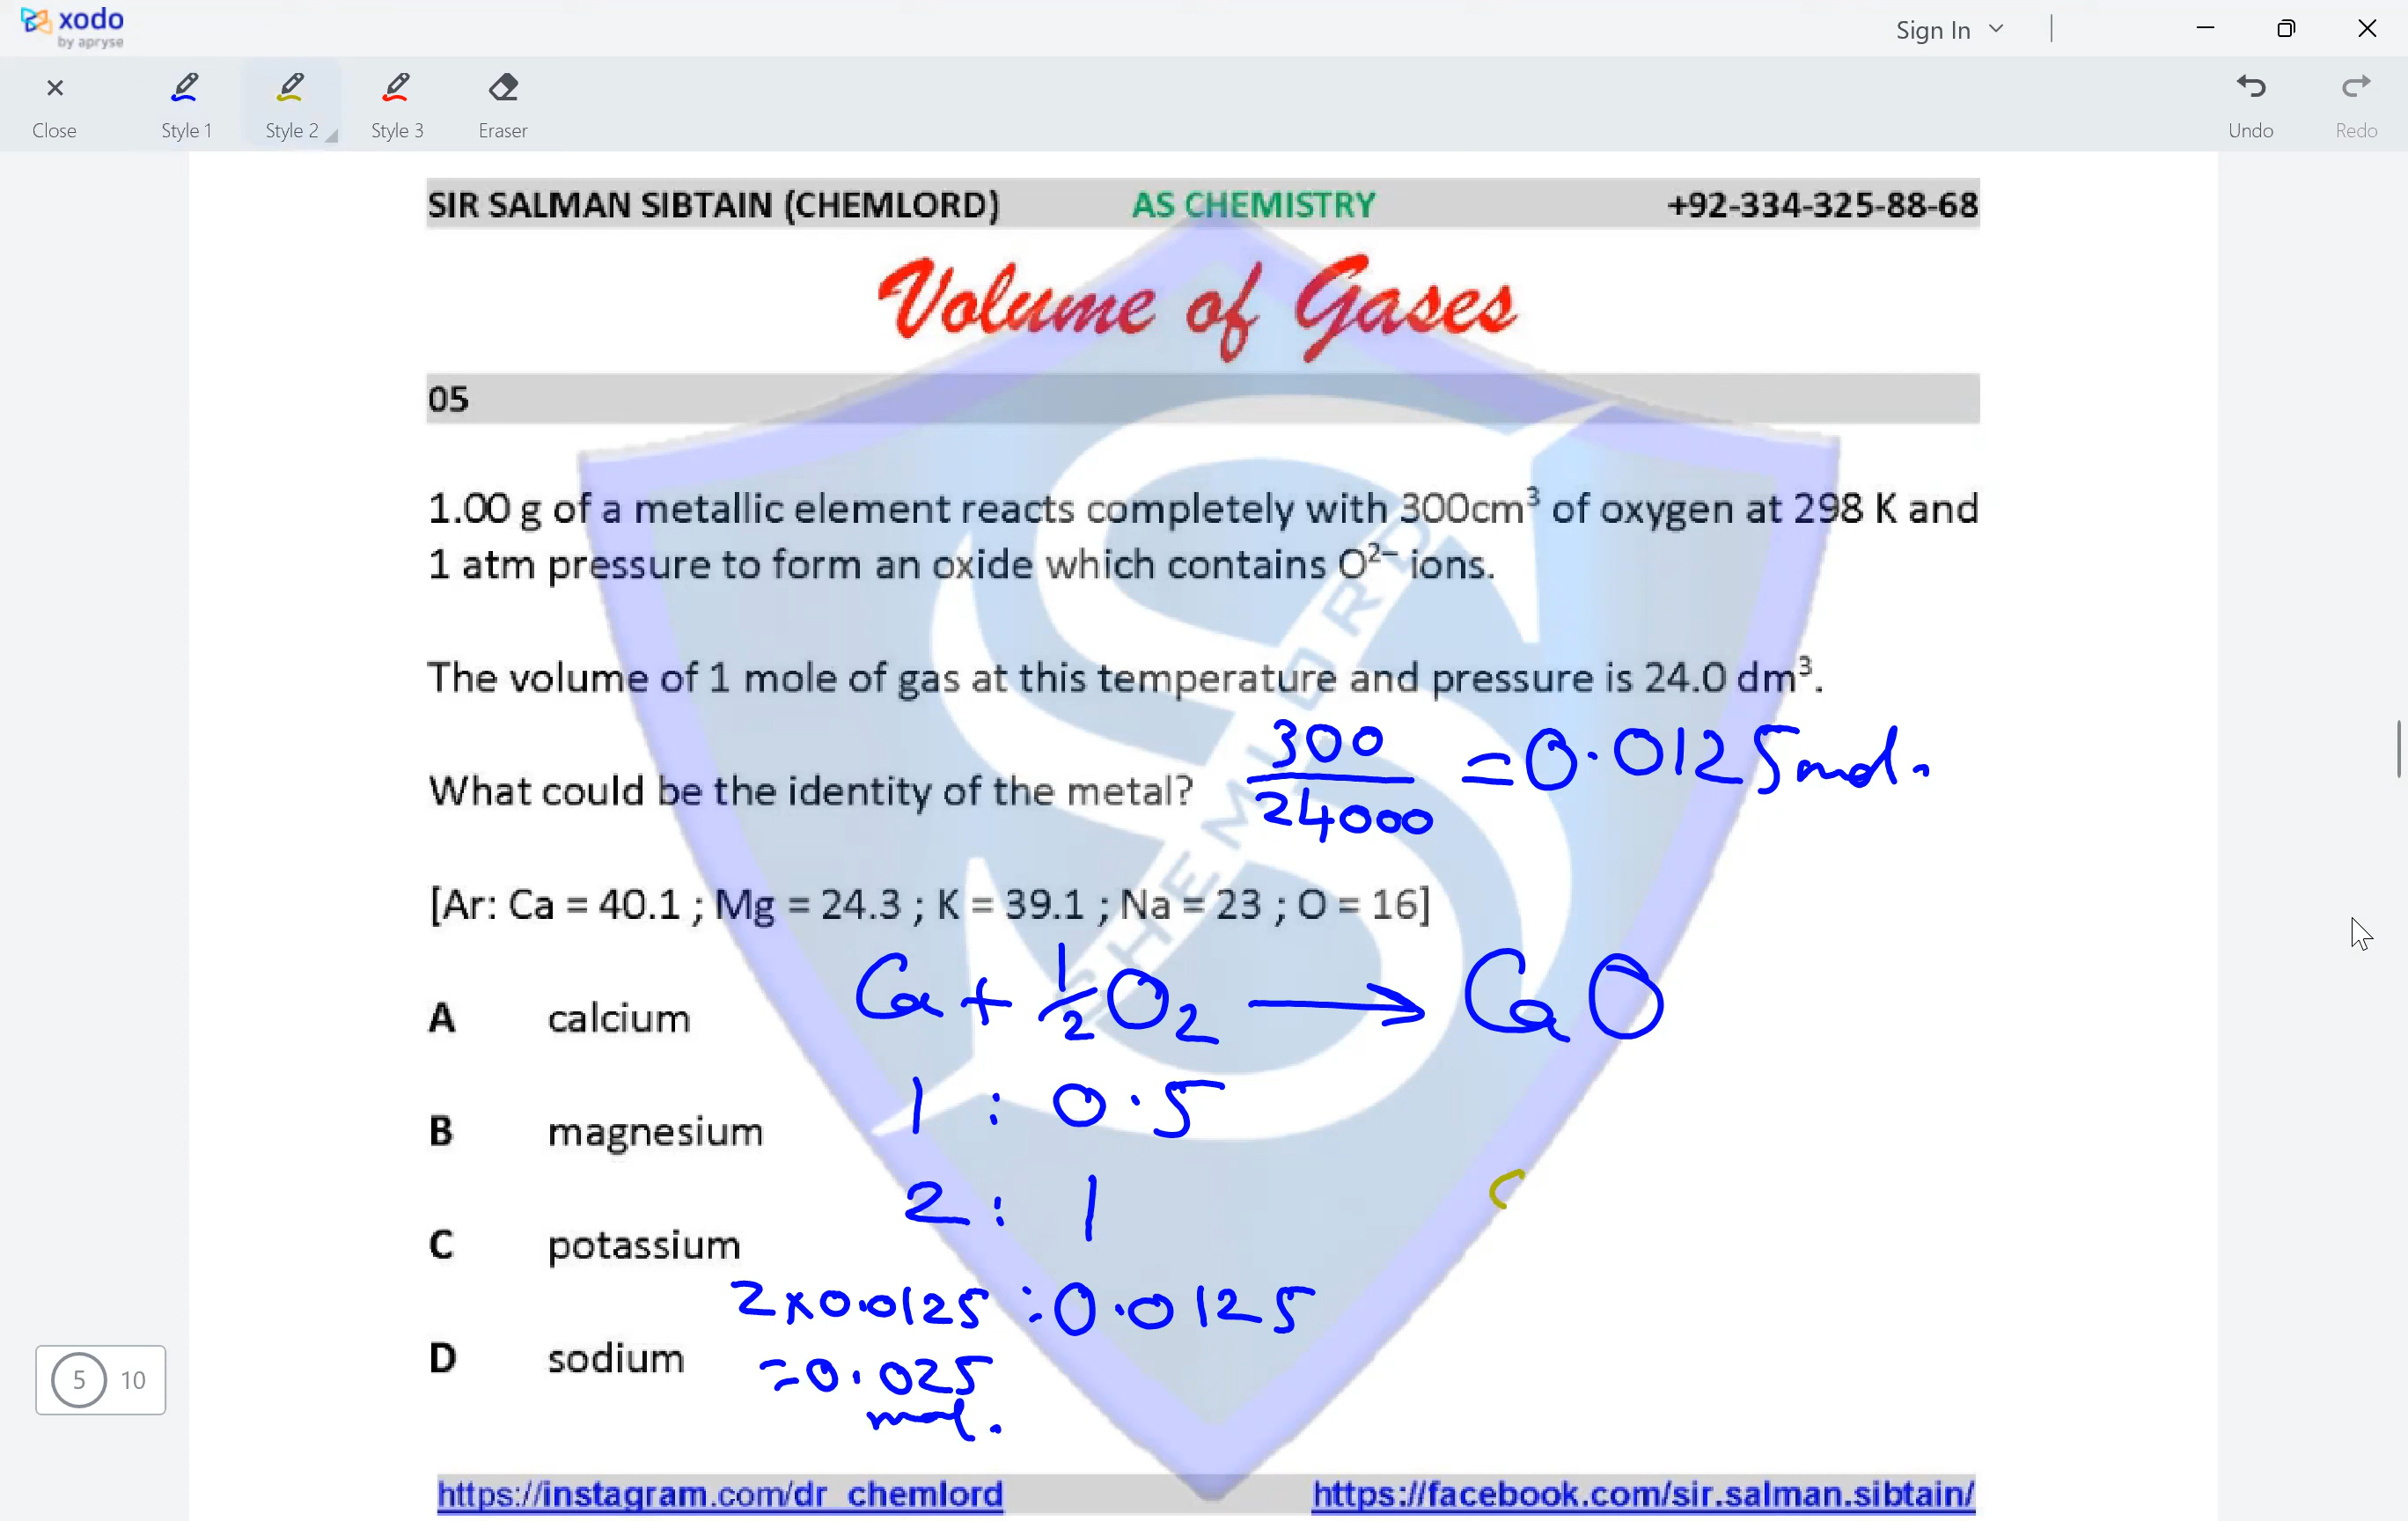 xodo
by apryse
Sign In
Close
Style 1
Style 2
Style 3
Eraser
Undo
Redo
SIR SALMAN SIBTAIN (CHEMLORD) AS CHEMISTRY +92-334-325-88-68
Volume of Gases
05
1.00 g of a metallic element reacts completely with 300cm³ of oxygen at 298 K and
1 atm pressure to form an oxide which contains O²⁻ ions.
The volume of 1 mole of gas at this temperature and pressure is 24.0 dm³.
What could be the identity of the metal?
300/24000 = 0.0125 mol.
[Ar: Ca = 40.1 ; Mg = 24.3 ; K = 39.1 ; Na = 23 ; O = 16]
Ca + ½O₂ → CaO
A calcium
1 : 0.5
B magnesium
2 : 1
C potassium
2×0.0125 : 0.0125
D sodium
=0.025
mol.
CHEMLORD
5 10
https://instagram.com/dr_chemlord https://facebook.com/sir.salman.sibtain/